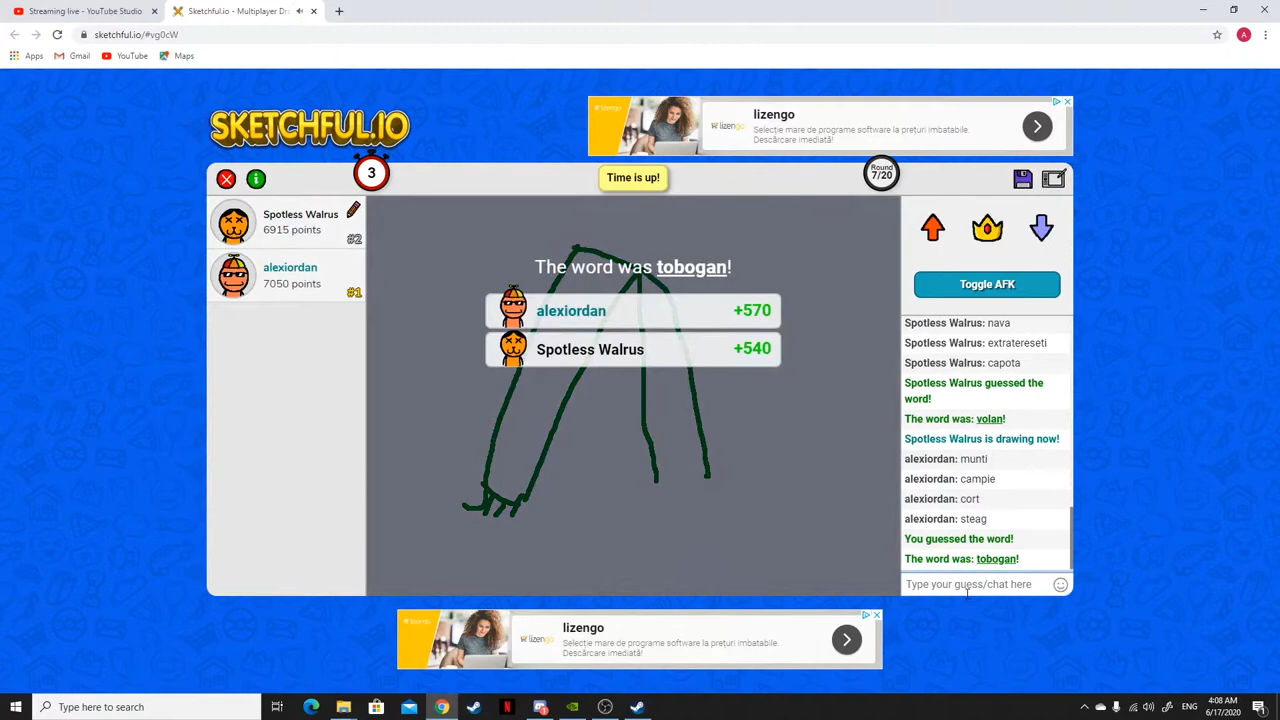 Streaming live - YouTube Studio
Sketchful.io - Multiplayer Dra
sketchful.io/#vg0cW
A
Apps
Gmail
YouTube
Maps
SKETCHFUL.IO
lizengo
lizengo
Selecție mare de programe software la prețuri imbatabile.
Descărcare imediată!
3
Time is up!
Round
7/20
Spotless Walrus
6915 points
#2
alexiordan
7050 points
#1
The word was tobogan!
alexiordan +570
Spotless Walrus +540
Toggle AFK
Spotless Walrus: nava
Spotless Walrus: extratereseti
Spotless Walrus: capota
Spotless Walrus guessed the
word!
The word was: volan!
Spotless Walrus is drawing now!
alexiordan: munti
alexiordan: campie
alexiordan: cort
alexiordan: steag
You guessed the word!
The word was: tobogan!
Type your guess/chat here
lizengo
lizengo
Selecție mare de programe software la prețuri imbatabile.
Descărcare imediată!
Type here to search
4:08 AM
6/17/2020
1